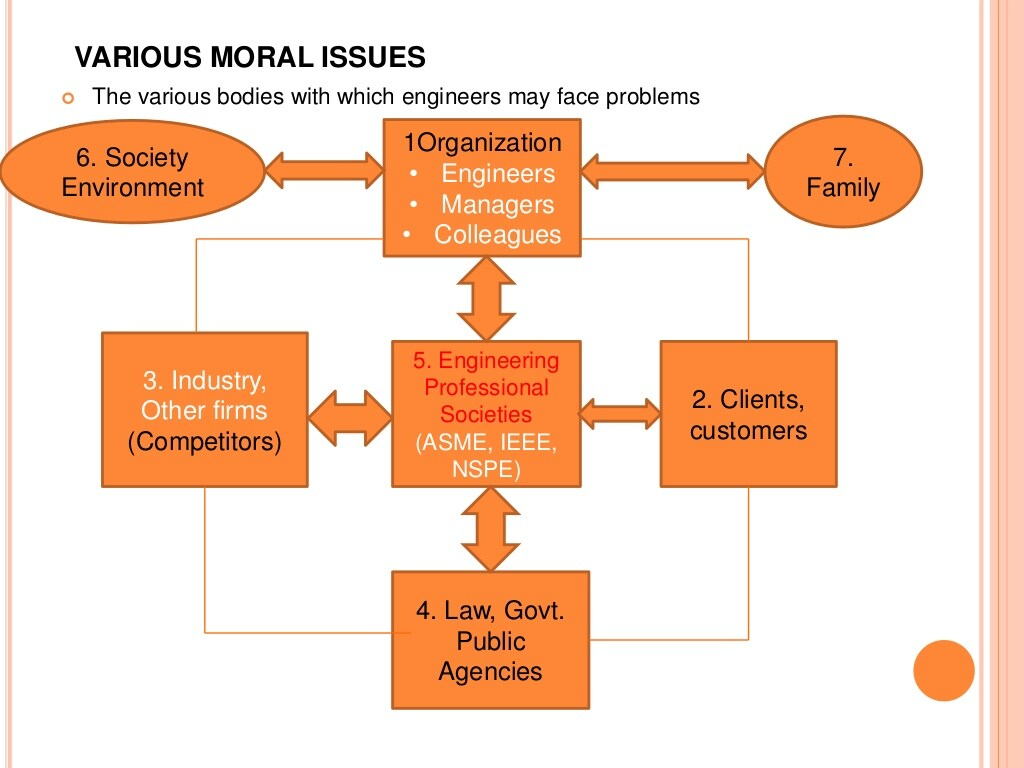 VARIOUS MORAL ISSUES
The various bodies with which engineers may face problems
6. Society
Environment
1Organization
• Engineers
• Managers
• Colleagues
7.
Family
3. Industry,
Other firms
(Competitors)
5. Engineering
Professional
Societies
(ASME, IEEE,
NSPE)
2. Clients,
customers
4. Law, Govt.
Public
Agencies